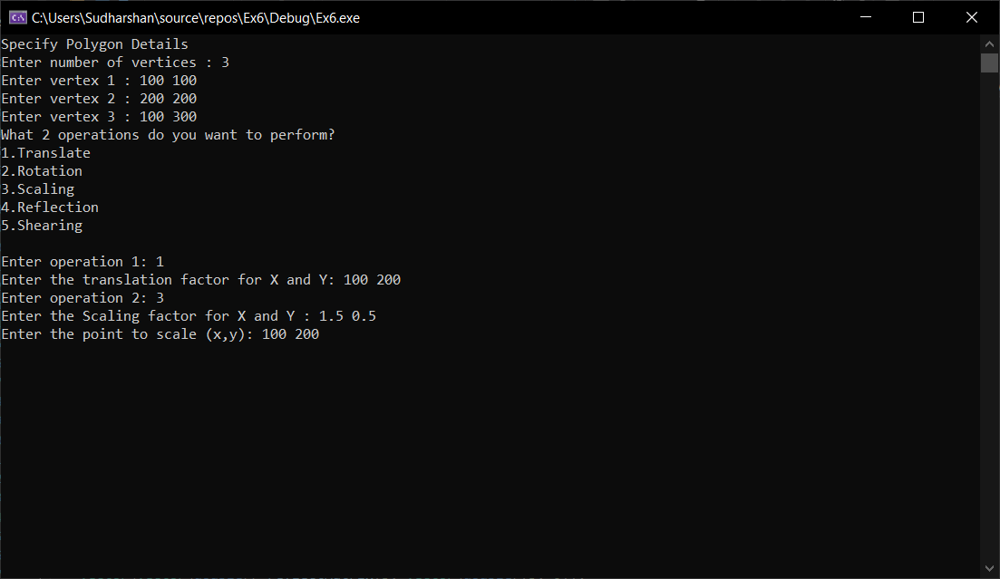 C:\Users\Sudharshan\source\repos\Ex6\Debug\Ex6.exe
Specify Polygon Details
Enter number of vertices : 3
Enter vertex 1 : 100 100
Enter vertex 2 : 200 200
Enter vertex 3 : 100 300
What 2 operations do you want to perform?
1.Translate
2.Rotation
3.Scaling
4.Reflection
5.Shearing

Enter operation 1: 1
Enter the translation factor for X and Y: 100 200
Enter operation 2: 3
Enter the Scaling factor for X and Y : 1.5 0.5
Enter the point to scale (x,y): 100 200